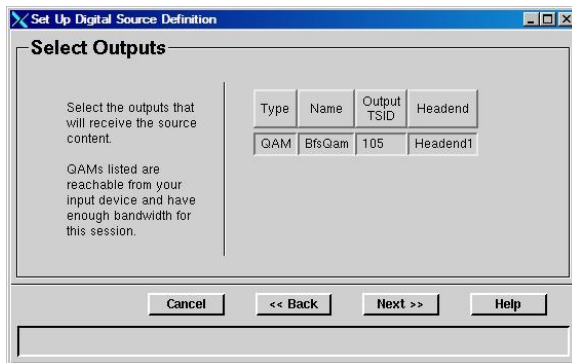 Set Up Digital Source Definition
Select Outputs
Select the outputs that
will receive the source
content.
QAMs listed are
reachable from your
input device and have
enough bandwidth for
this session.
Type Name Output TSID Headend
QAM BfsQam 105 Headend1
Cancel << Back Next >> Help